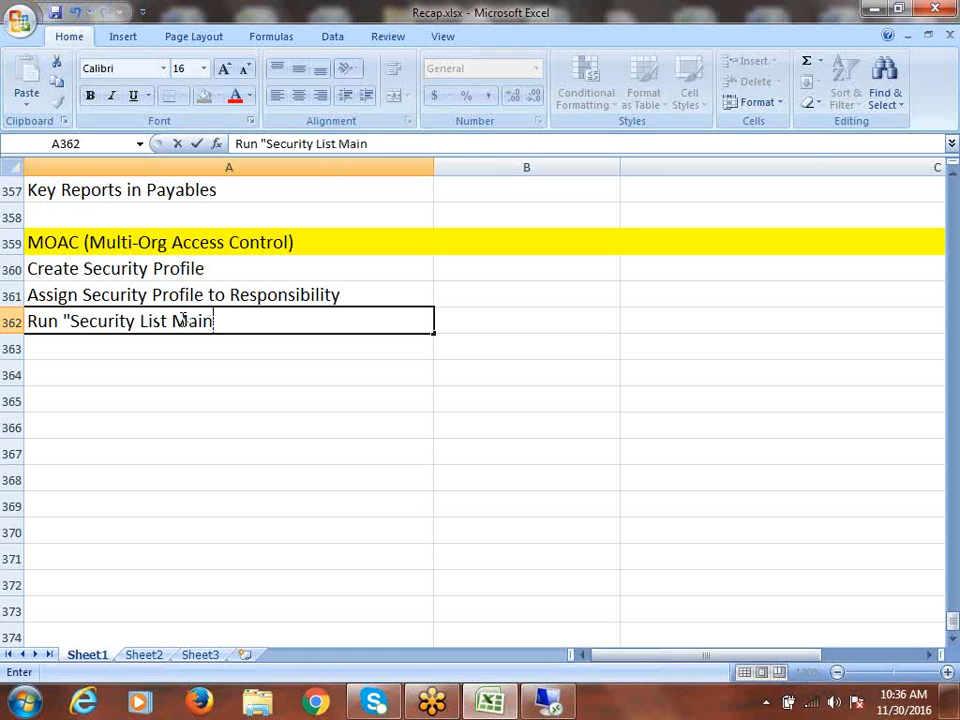 Recap.xlsx - Microsoft Excel
Home Insert Page Layout Formulas Data Review View
Paste
Calibri 16 A A
B I U A
General
$ % ,
Conditional Formatting
Format as Table
Cell Styles
Insert
Delete
Format
Σ
Sort & Filter
Find & Select
Clipboard Font Alignment Number Styles Cells Editing
A362 fx Run "Security List Main
A B C
357 Key Reports in Payables
358
359 MOAC (Multi-Org Access Control)
360 Create Security Profile
361 Assign Security Profile to Responsibility
362 Run "Security List Main
363
364
365
366
367
368
369
370
371
372
373
374
Sheet1 Sheet2 Sheet3
Enter 100%
10:36 AM
11/30/2016